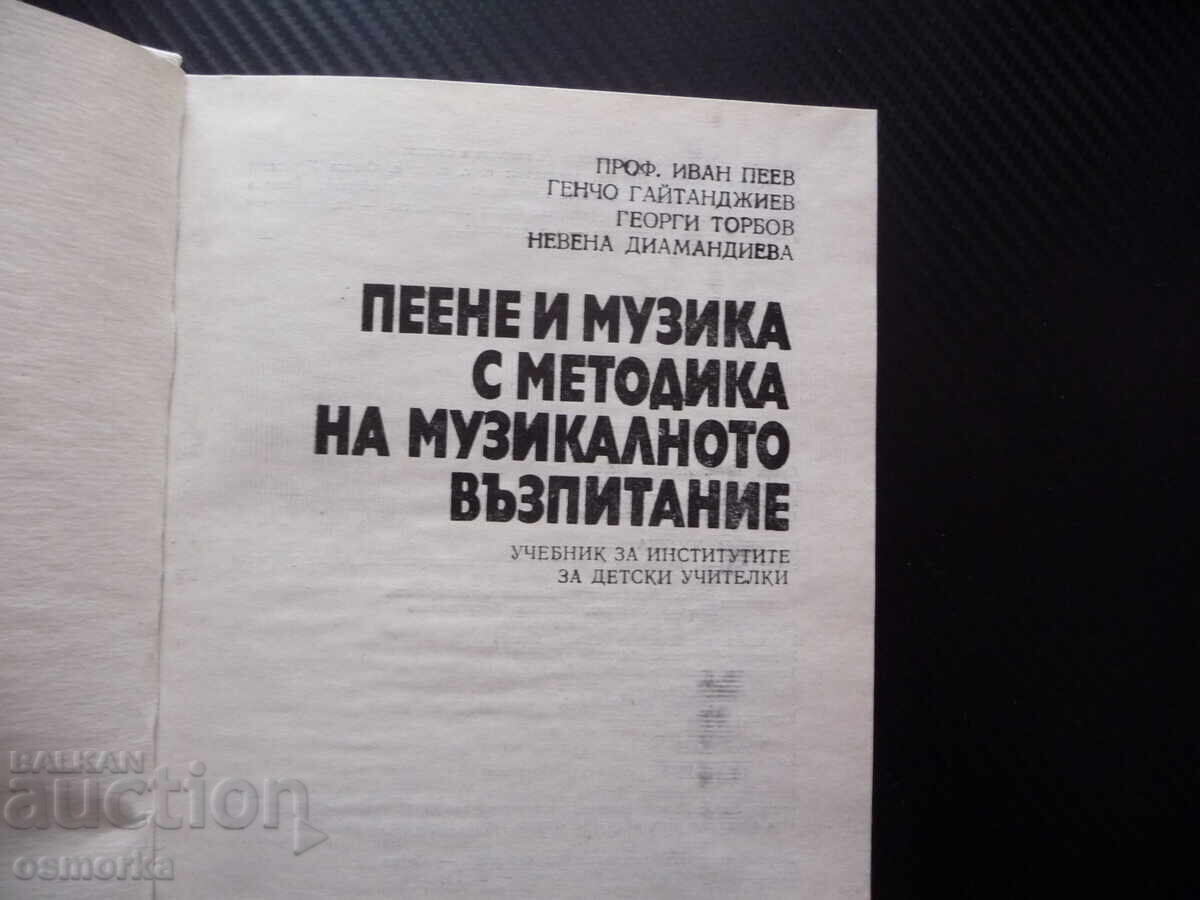 ПРОФ. ИВАН ПЕЕВ
ГЕНЧО ГАЙТАНДЖИЕВ
ГЕОРГИ ТОРБОВ
НЕВЕНА ДИАМАНДИЕВА
ПЕЕНЕ И МУЗИКА
С МЕТОДИКА
НА МУЗИКАЛНОТО
ВЪЗПИТАНИЕ
УЧЕБНИК ЗА ИНСТИТУТИТЕ
ЗА ДЕТСКИ УЧИТЕЛКИ
BALKAN
auction
osmorka